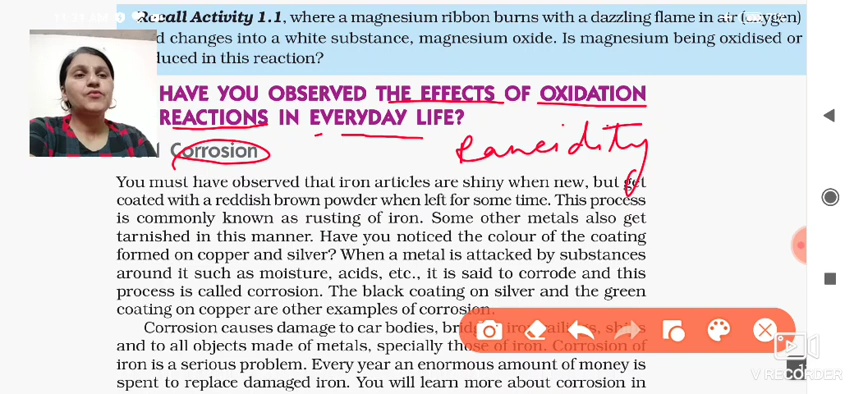 Recall Activity 1.1, where a magnesium ribbon burns with a dazzling flame in air (oxygen)
d changes into a white substance, magnesium oxide. Is magnesium being oxidised or
duced in this reaction?
HAVE YOU OBSERVED THE EFFECTS OF OXIDATION
REACTIONS IN EVERYDAY LIFE?
Corrosion
Rancidity
You must have observed that iron articles are shiny when new, but get
coated with a reddish brown powder when left for some time. This process
is commonly known as rusting of iron. Some other metals also get
tarnished in this manner. Have you noticed the colour of the coating
formed on copper and silver? When a metal is attacked by substances
around it such as moisture, acids, etc., it is said to corrode and this
process is called corrosion. The black coating on silver and the green
coating on copper are other examples of corrosion.
Corrosion causes damage to car bodies, bridges, iron railings, ships
and to all objects made of metals, specially those of iron. Corrosion of
iron is a serious problem. Every year an enormous amount of money is
spent to replace damaged iron. You will learn more about corrosion in
V RECORDER